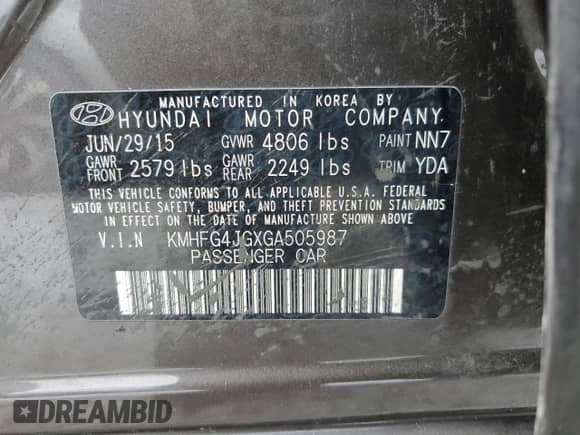 MANUFACTURED IN KOREA BY
HYUNDAI MOTOR COMPANY
JUN/29/15 GVWR 4806 lbs PAINT NN7
GAWR FRONT 2579 lbs GAWR REAR 2249 lbs TRIM YDA
THIS VEHICLE CONFORMS TO ALL APPLICABLE U.S.A. FEDERAL
MOTOR VEHICLE SAFETY, BUMPER, AND THEFT PREVENTION STANDARDS
IN EFFECT ON THE DATE OF MANUFACTURE SHOWN ABOVE
V.I.N KMHFG4JGXGA505987
PASSENGER CAR
DREAMBID